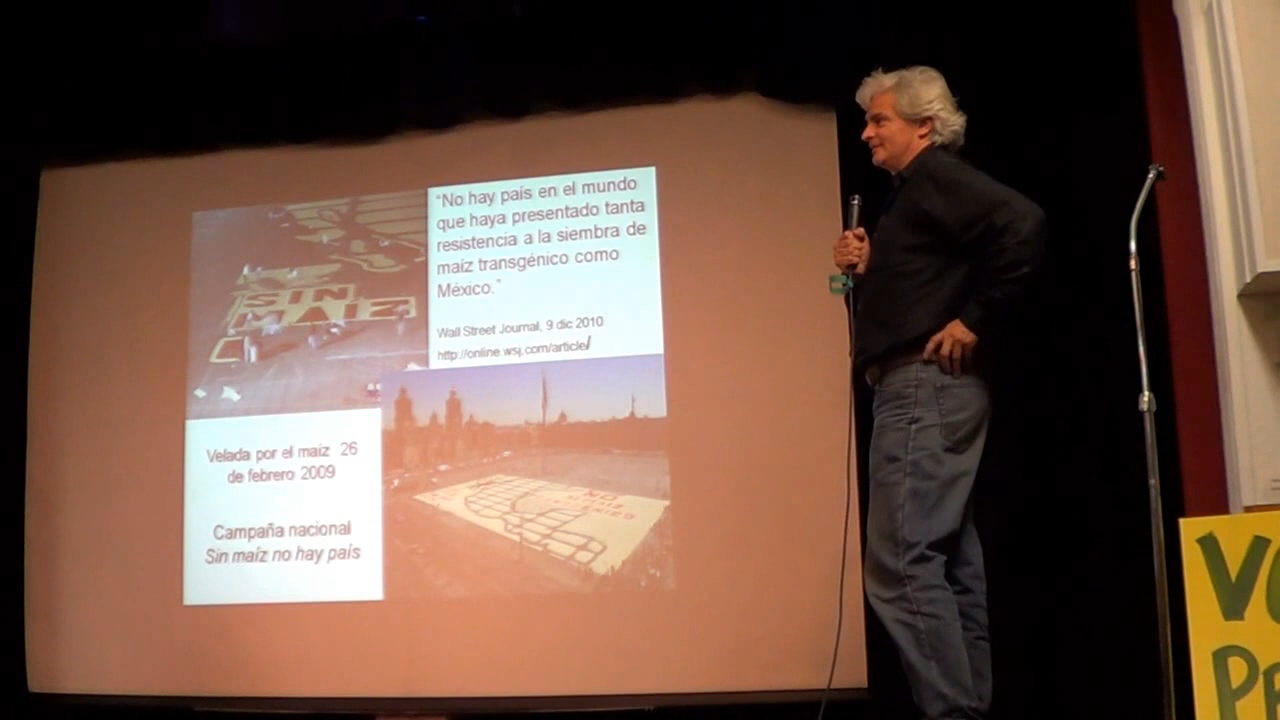 "No hay país en el mundo
que haya presentado tanta
resistencia a la siembra de
maíz transgénico como
México."
Wall Street Journal, 9 dic 2010
http://online.wsj.com/article/
SIN
MAIZ
Velada por el maíz 26
de febrero 2009
Campaña nacional
Sin maíz no hay país
NO